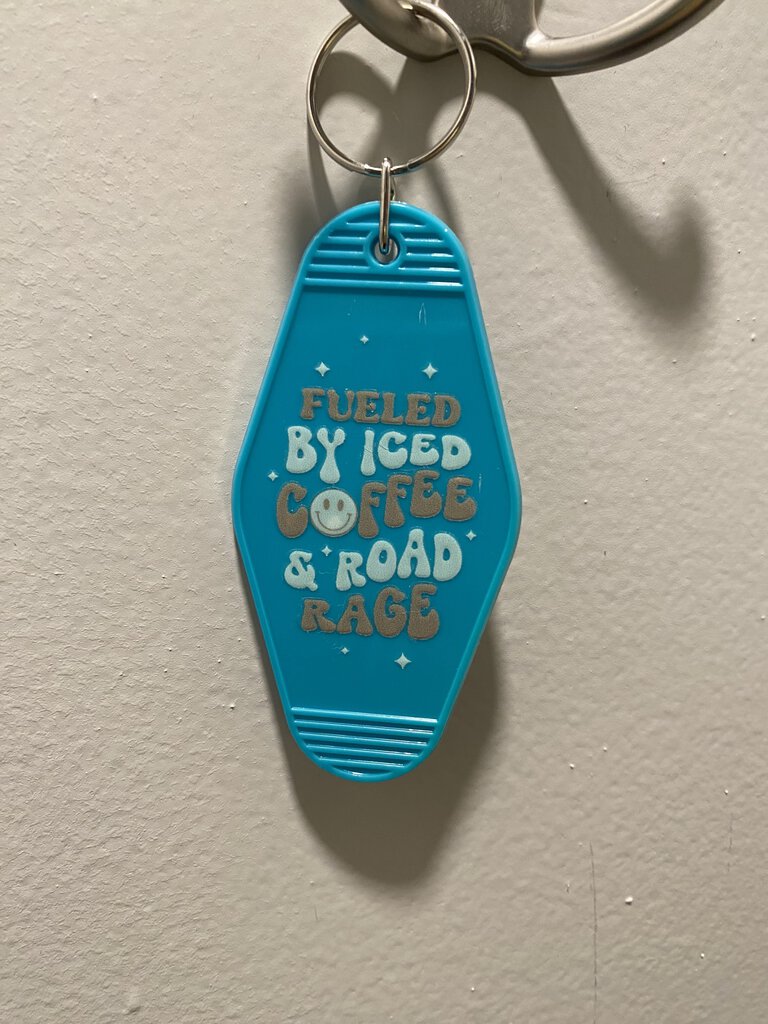 FUELED
BY ICED
COFFEE
& ROAD
RAGE